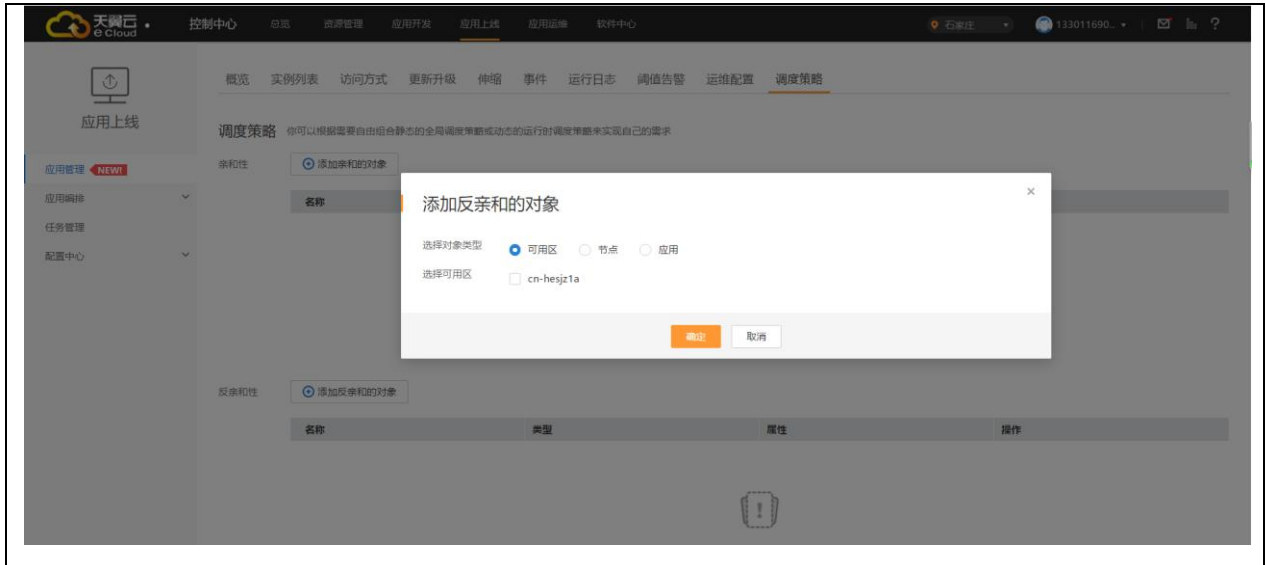 天翼云 e Cloud
控制中心 总览 资源管理 应用开发 应用上线 应用运维 软件中心 石家庄 133011690... ?
概览 实例列表 访问方式 更新升级 伸缩 事件 运行日志 阈值告警 运维配置 调度策略
应用上线
调度策略 你可以根据需要自由组合静态的全局调度策略或动态的运行时调度策略来实现自己的需求
亲和性 添加亲和的对象
应用管理 NEW!
应用编排
任务管理
配置中心
名称
添加反亲和的对象 ×
选择对象类型 可用区 节点 应用
选择可用区 cn-hesjz1a
确定 取消
反亲和性 添加反亲和的对象
名称 类型 属性 操作